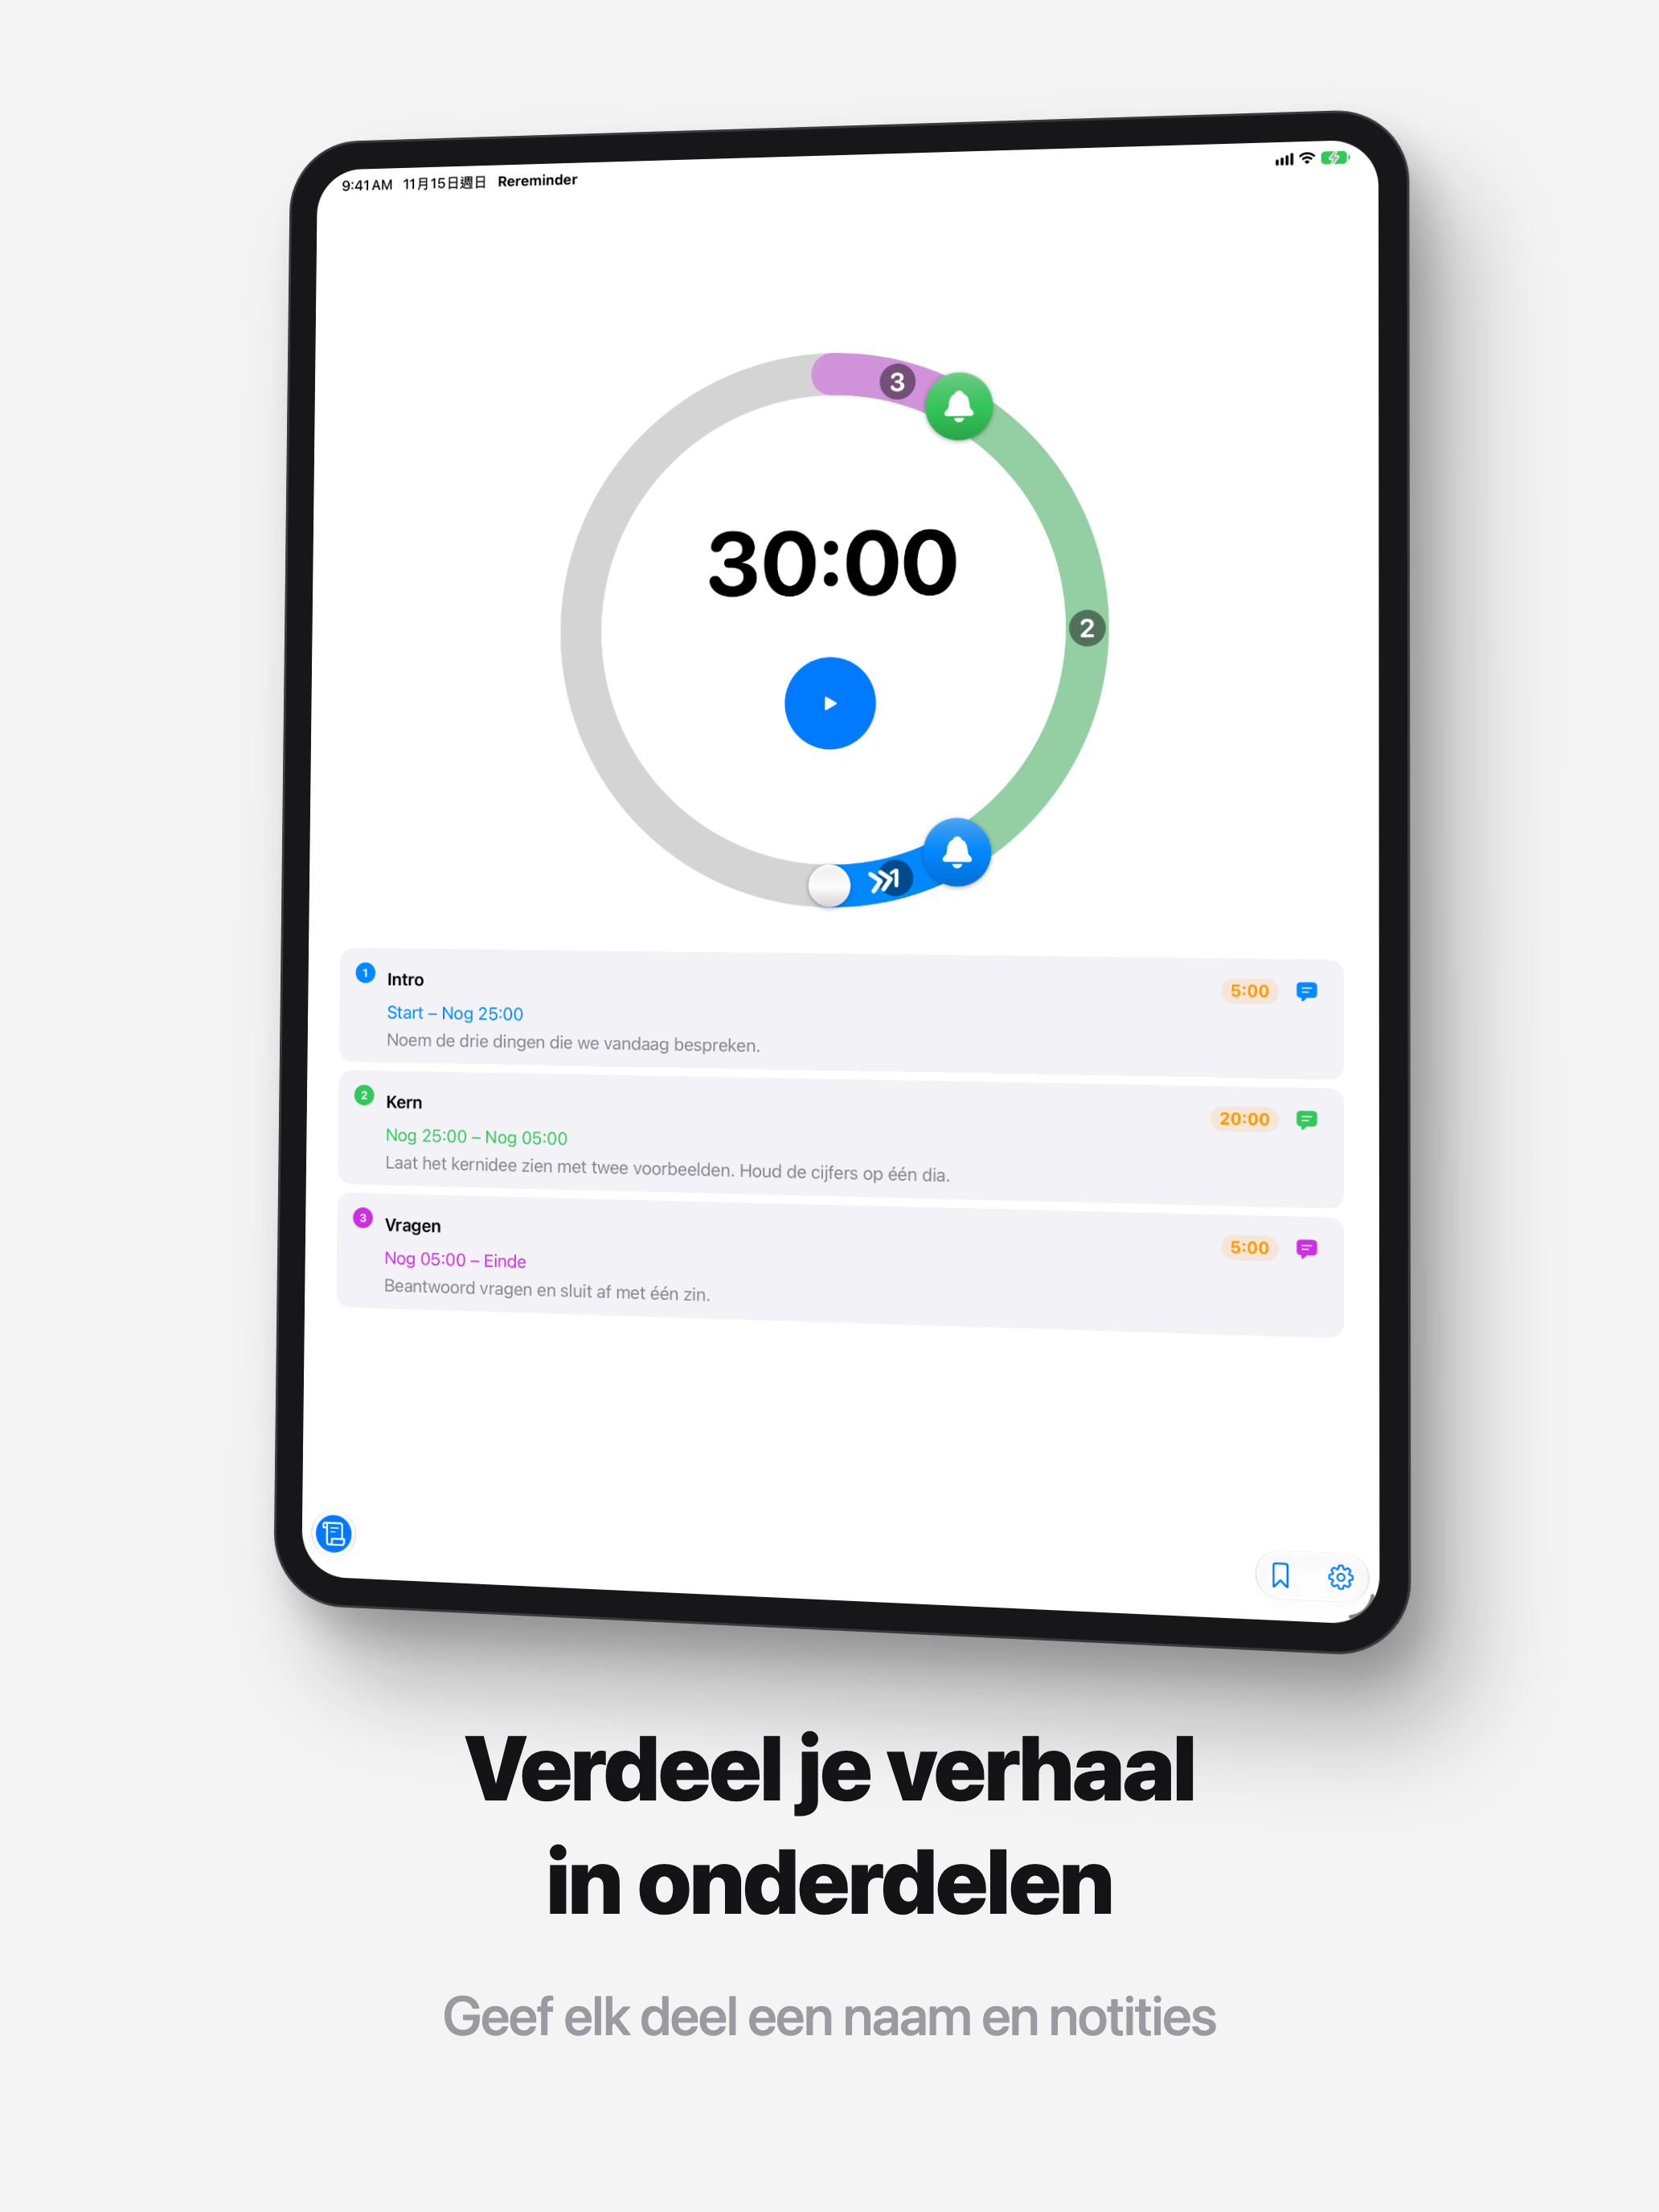 9:41 AM 11月15日週日 Rereminder
3
30:00
2
1
1 Intro 5:00
Start – Nog 25:00
Noem de drie dingen die we vandaag bespreken.
2 Kern 20:00
Nog 25:00 – Nog 05:00
Laat het kernidee zien met twee voorbeelden. Houd de cijfers op één dia.
3 Vragen 5:00
Nog 05:00 – Einde
Beantwoord vragen en sluit af met één zin.
Verdeel je verhaal
in onderdelen
Geef elk deel een naam en notities